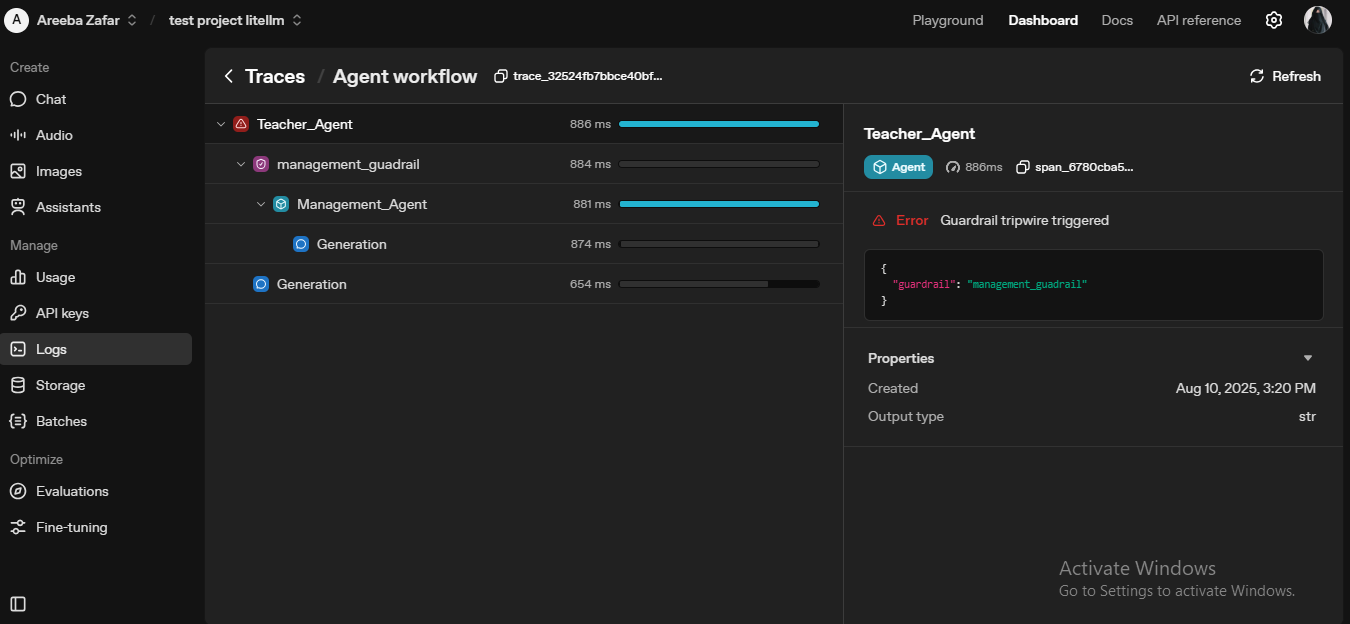 A Areeba Zafar / test project litellm
Playground Dashboard Docs API reference
Create
Chat
Audio
Images
Assistants
Manage
Usage
API keys
Logs
Storage
Batches
Optimize
Evaluations
Fine-tuning
Traces / Agent workflow trace_32524fb7bbce40bf...
Refresh
Teacher_Agent 886 ms
management_guadrail 884 ms
Management_Agent 881 ms
Generation 874 ms
Generation 654 ms
Teacher_Agent
Agent 886ms span_6780cba5...
Error Guardrail tripwire triggered
{
"guardrail": "management_guadrail"
}
Properties
Created Aug 10, 2025, 3:20 PM
Output type str
Activate Windows
Go to Settings to activate Windows.